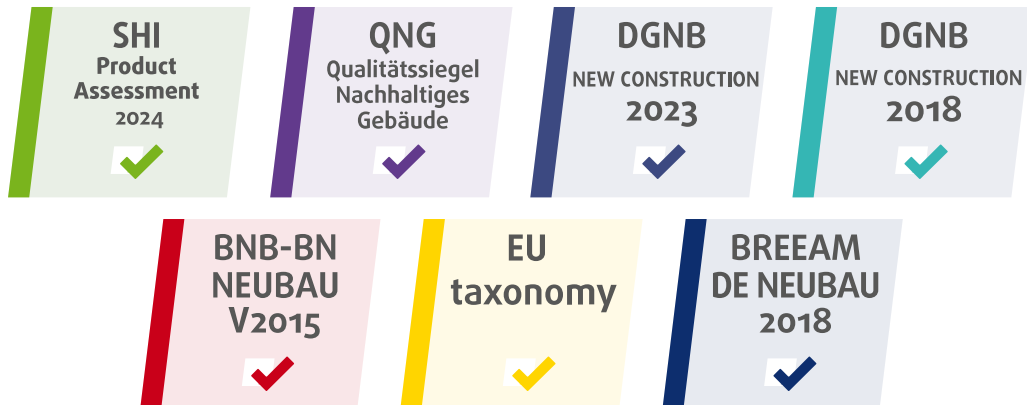 SHI
Product
Assessment
2024
QNG
Qualitätssiegel
Nachhaltiges
Gebäude
DGNB
NEW CONSTRUCTION
2023
DGNB
NEW CONSTRUCTION
2018
BNB-BN
NEUBAU
V2015
EU
taxonomy
BREEAM
DE NEUBAU
2018